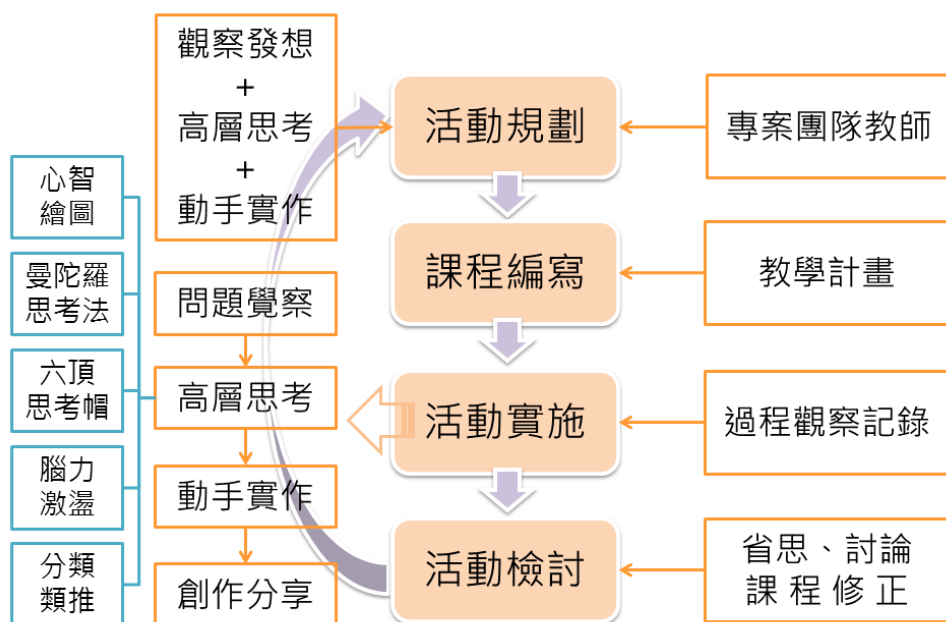 觀察發想
+
高層思考
+
動手實作
活動規劃
專案團隊教師
心智
繪圖
課程編寫
教學計畫
曼陀羅
思考法
問題覺察
六頂
思考帽
高層思考
活動實施
過程觀察記錄
腦力
激盪
動手實作
分類
類推
創作分享
活動檢討
省思、討論
課程修正